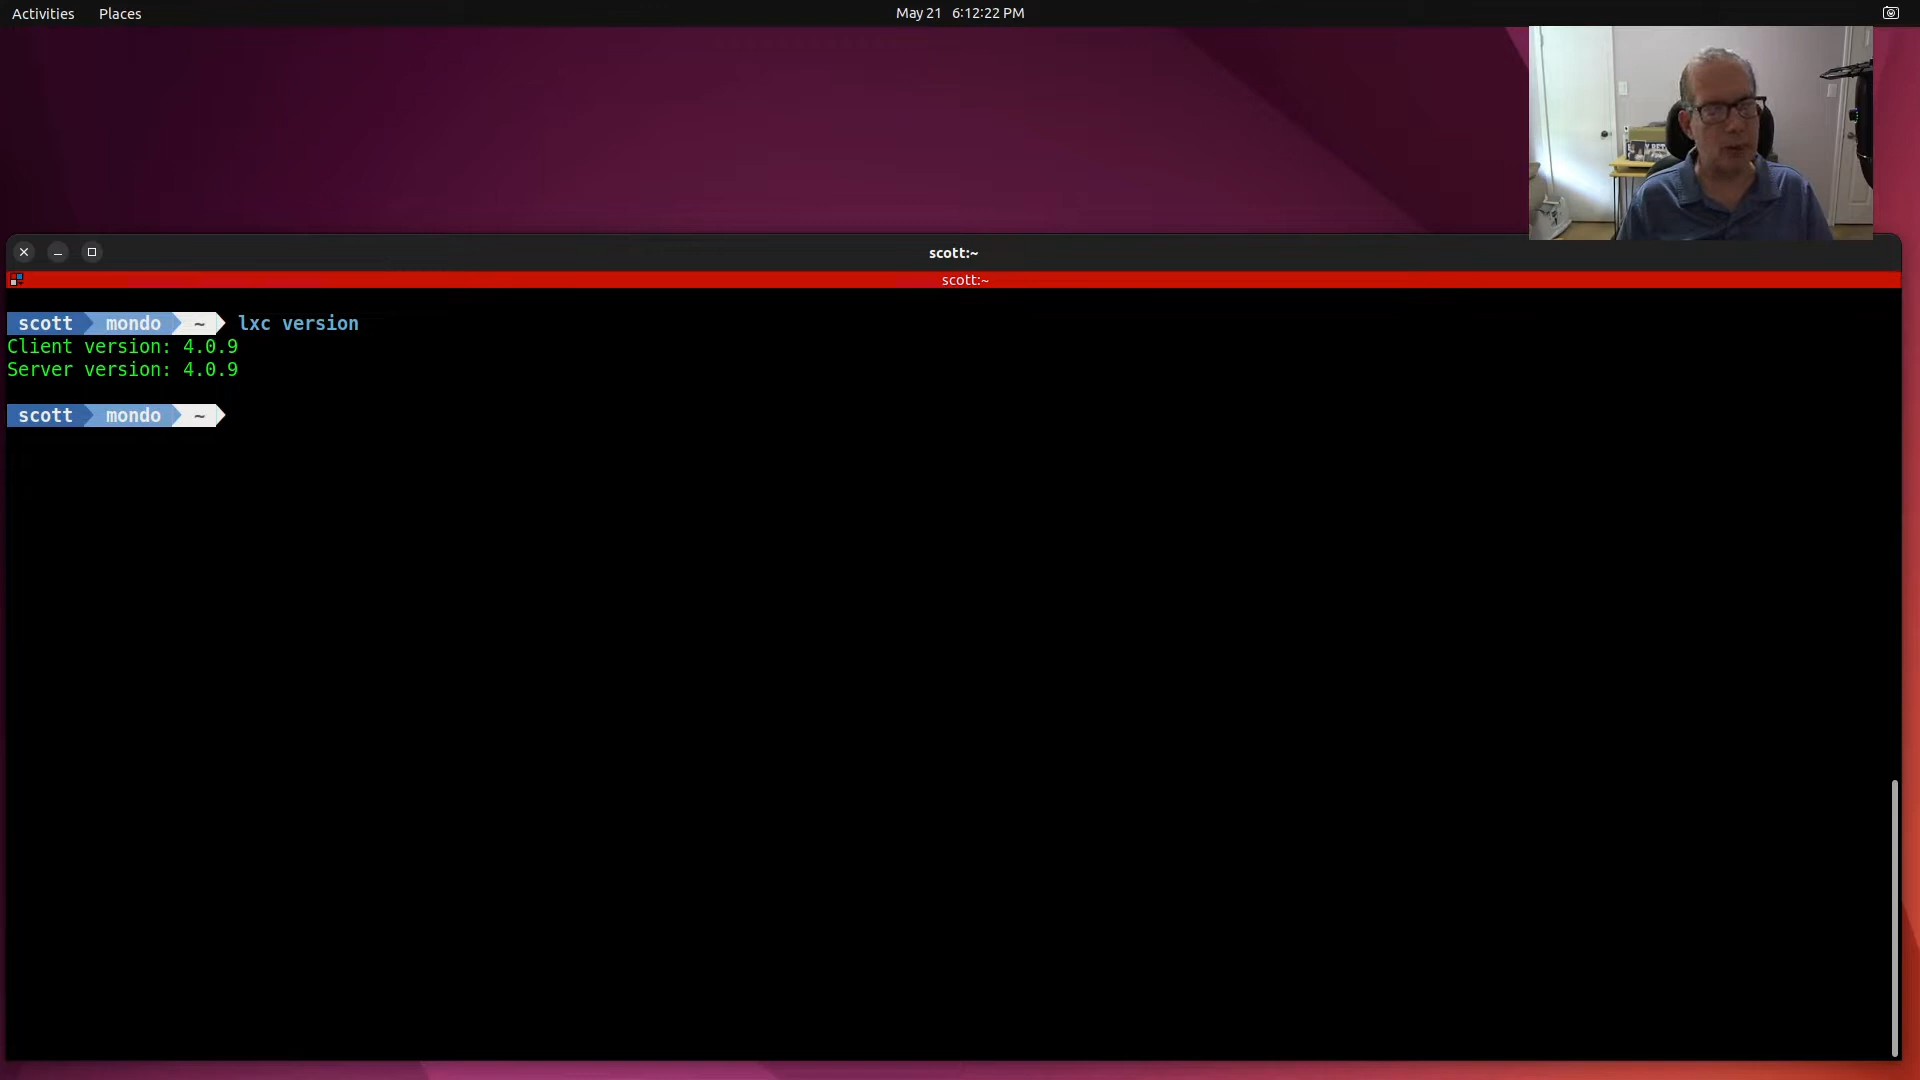 Activities Places May 21 6:12:22 PM
scott:~
scott:~
scott mondo ~ lxc version
Client version: 4.0.9
Server version: 4.0.9
scott mondo ~